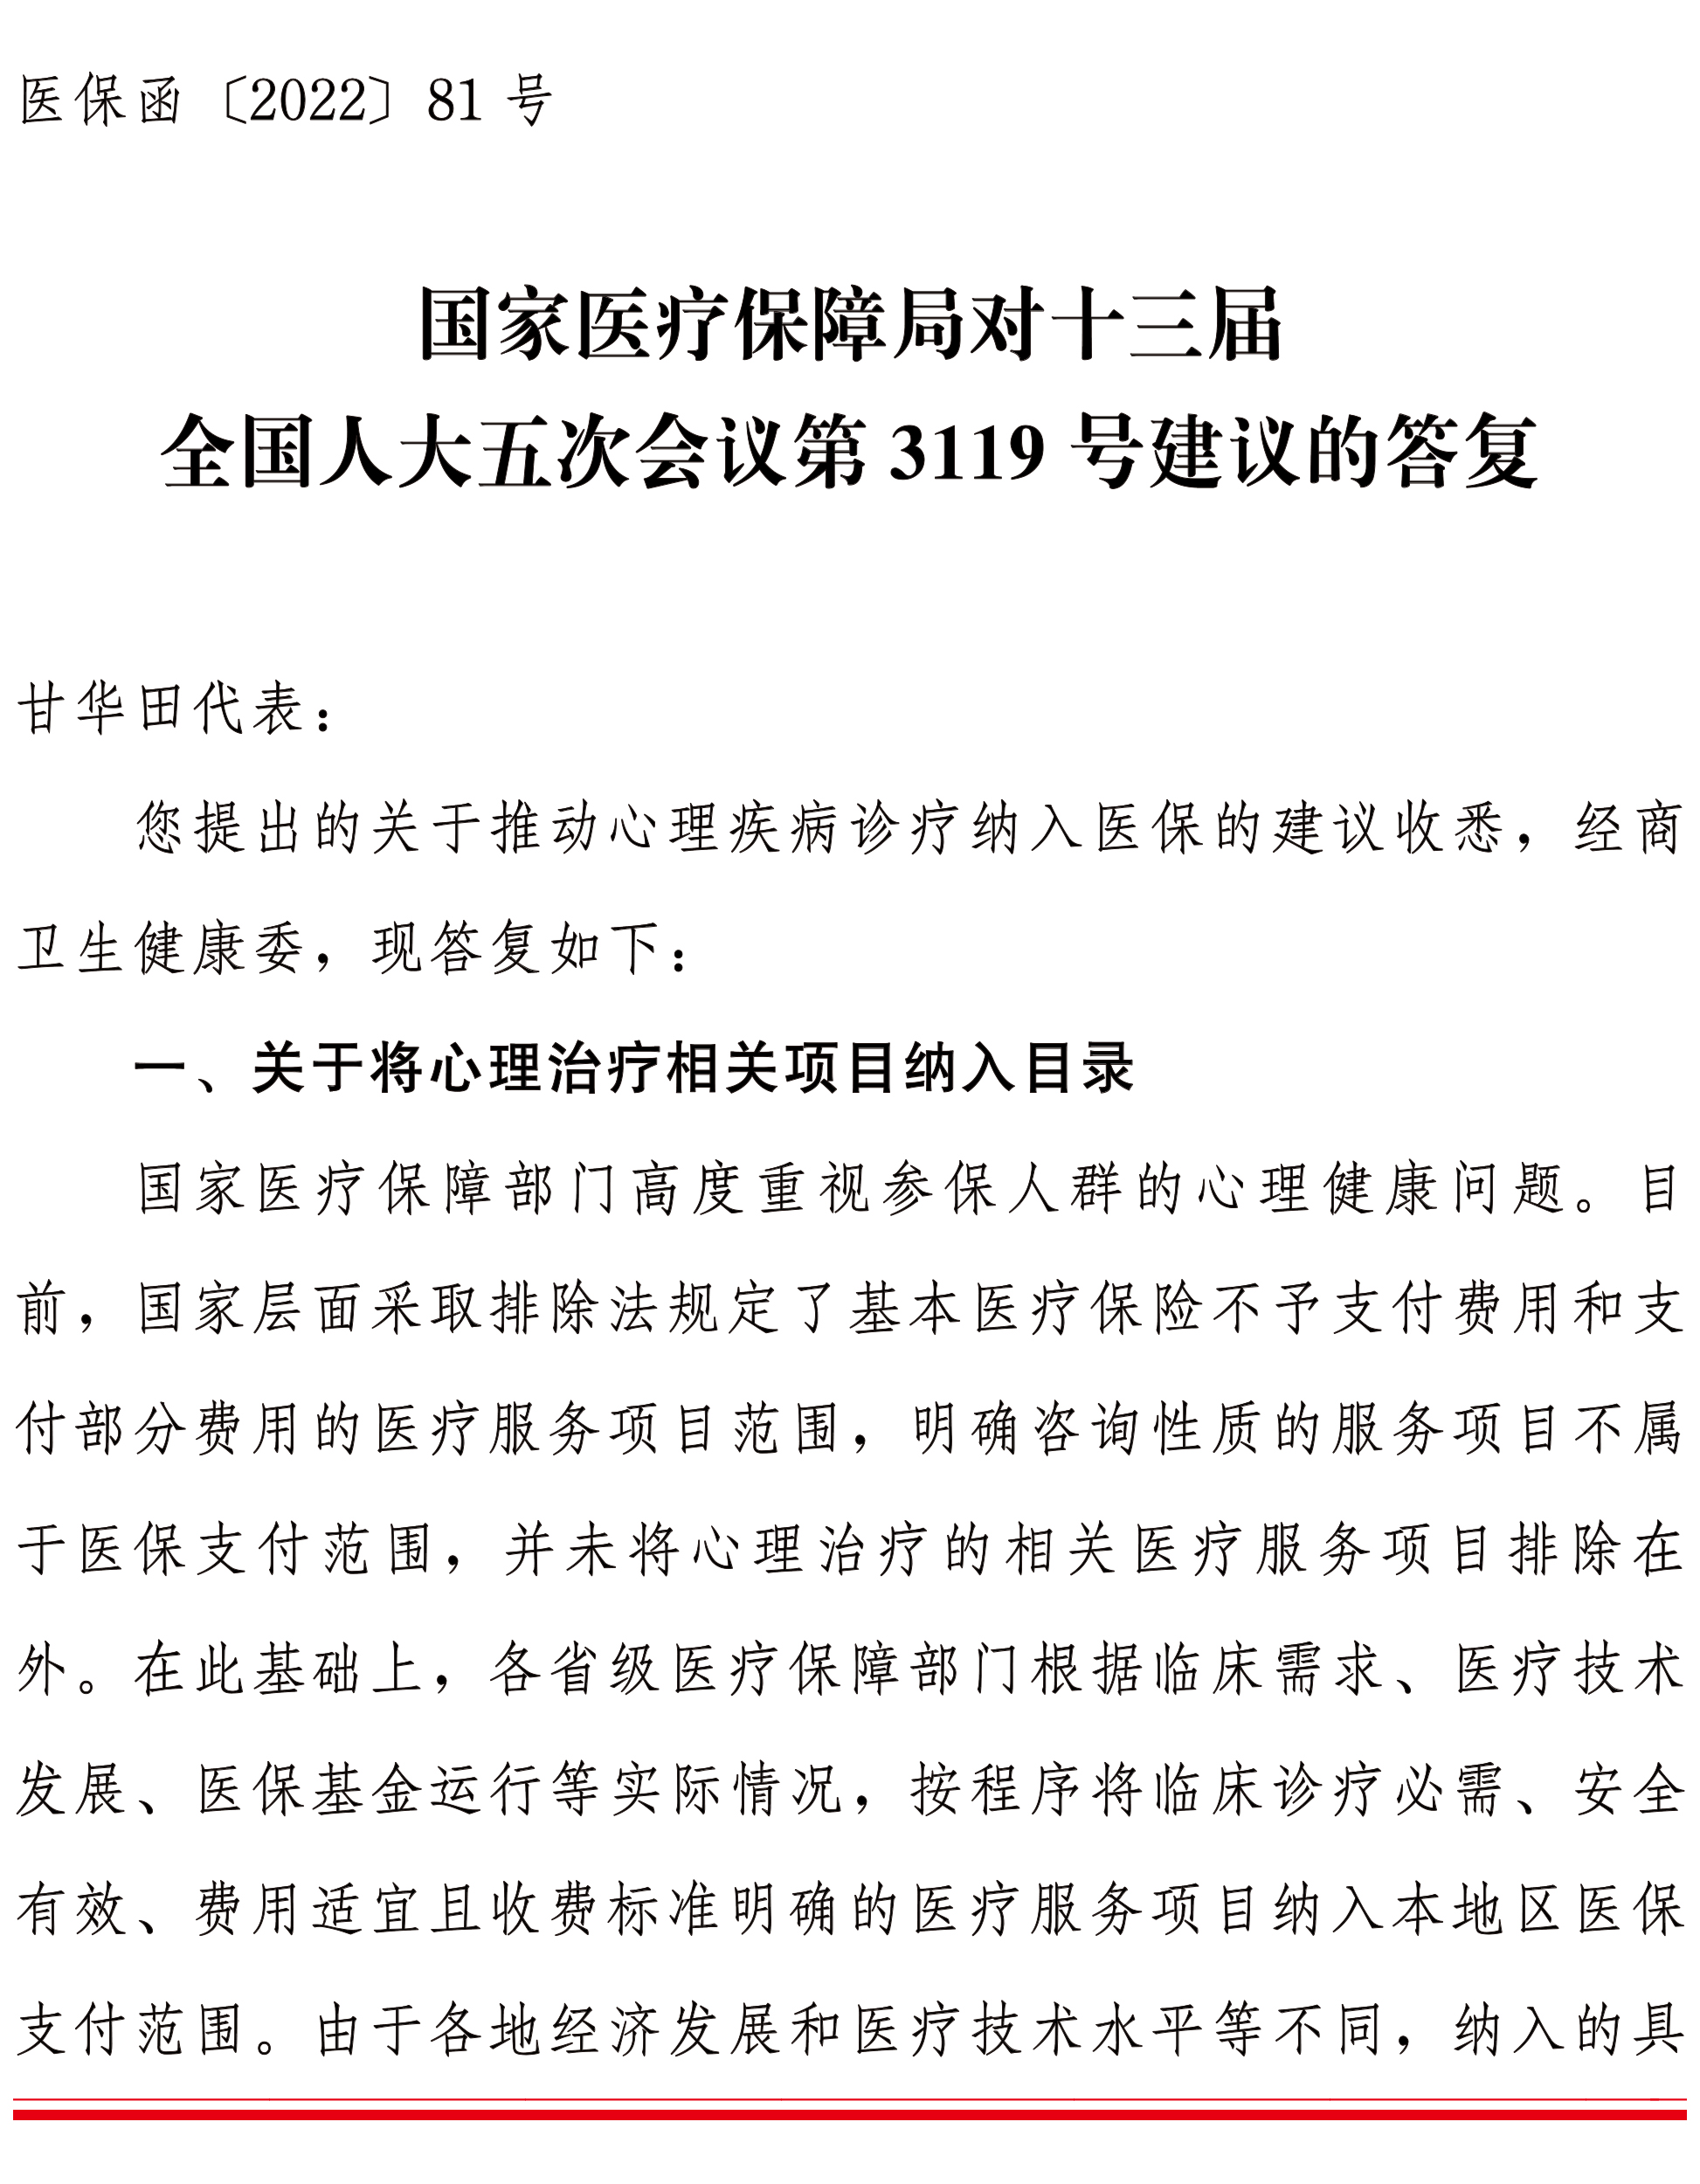 医保函〔2022〕81 号
国家医疗保障局对十三届
全国人大五次会议第 3119 号建议的答复
甘华田代表：
您提出的关于推动心理疾病诊疗纳入医保的建议收悉，经商
卫生健康委，现答复如下：
一、关于将心理治疗相关项目纳入目录
国家医疗保障部门高度重视参保人群的心理健康问题。目
前，国家层面采取排除法规定了基本医疗保险不予支付费用和支
付部分费用的医疗服务项目范围，明确咨询性质的服务项目不属
于医保支付范围，并未将心理治疗的相关医疗服务项目排除在
外。在此基础上，各省级医疗保障部门根据临床需求、医疗技术
发展、医保基金运行等实际情况，按程序将临床诊疗必需、安全
有效、费用适宜且收费标准明确的医疗服务项目纳入本地区医保
支付范围。由于各地经济发展和医疗技术水平等不同，纳入的具